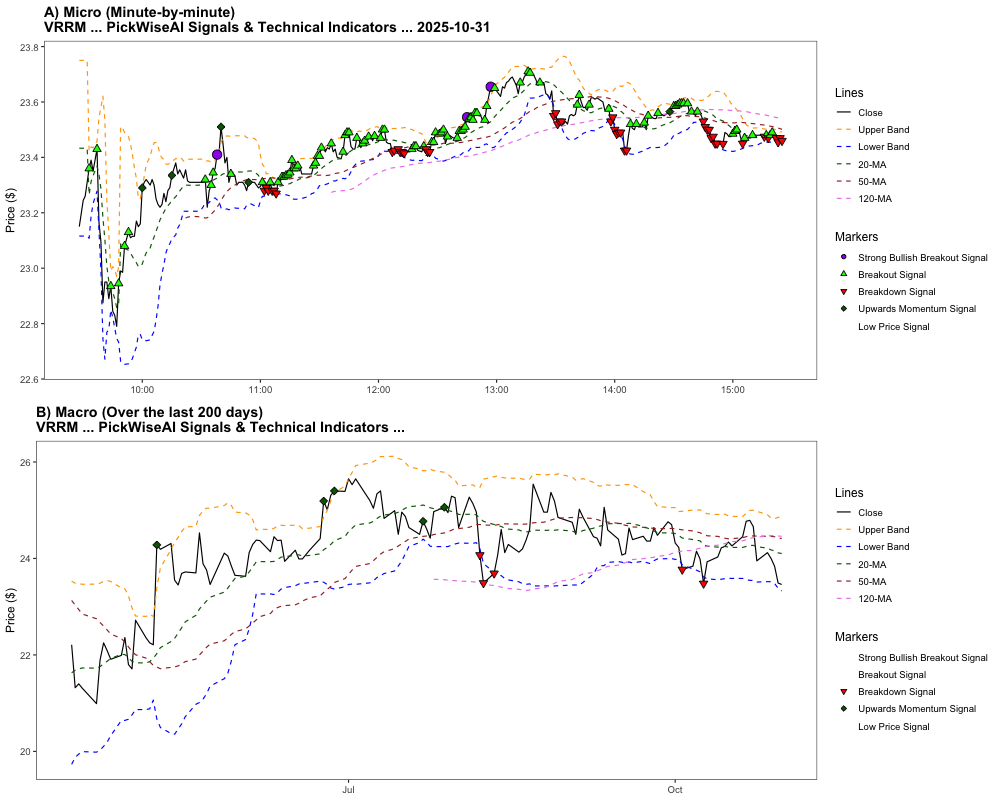 A) Micro (Minute-by-minute)
VRRM ... PickWiseAI Signals & Technical Indicators ... 2025-10-31
23.8
23.6
23.4
23.2
23.0
22.8
22.6
Price ($)
10:00
11:00
12:00
13:00
14:00
15:00
Lines
Close
Upper Band
Lower Band
20-MA
50-MA
120-MA
Markers
Strong Bullish Breakout Signal
Breakout Signal
Breakdown Signal
Upwards Momentum Signal
Low Price Signal
B) Macro (Over the last 200 days)
VRRM ... PickWiseAI Signals & Technical Indicators ...
26
24
22
20
Price ($)
Jul
Oct
Lines
Close
Upper Band
Lower Band
20-MA
50-MA
120-MA
Markers
Strong Bullish Breakout Signal
Breakout Signal
Breakdown Signal
Upwards Momentum Signal
Low Price Signal